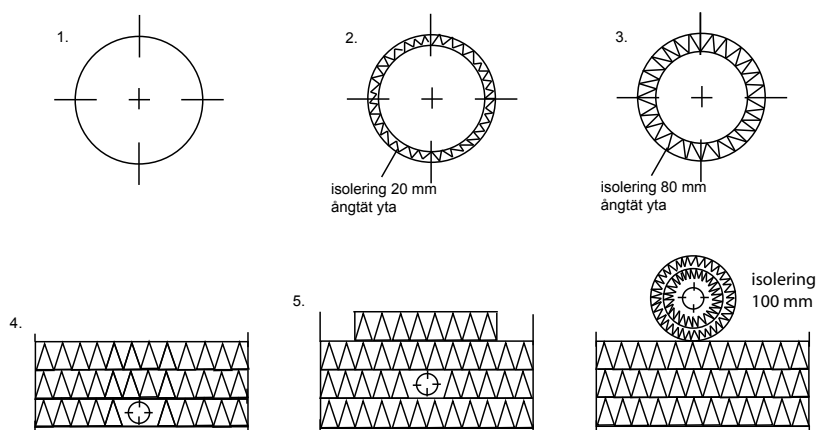 1.
2.
3.
isolering 20 mm
ångtät yta
isolering 80 mm
ångtät yta
4.
5.
isolering
100 mm